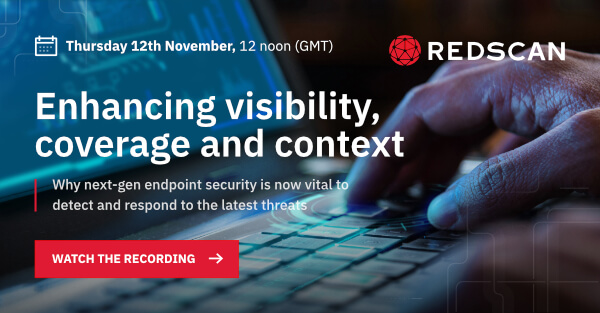 Thursday 12th November, 12 noon (GMT)
REDSCAN
Enhancing visibility,
coverage and context
Why next-gen endpoint security is now vital to
detect and respond to the latest threats
WATCH THE RECORDING